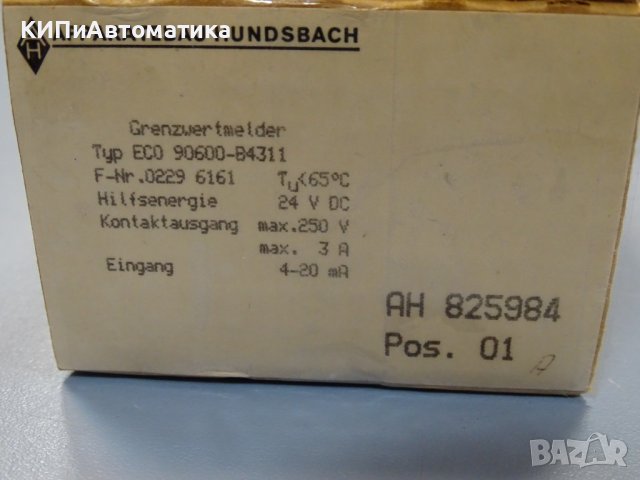 КИПиАвтоматика
HUNDSBACH
Grenzwertmelder
Typ ECO 90600-B4311
F-Nr.0229 6161 Tu<65°C
Hilfsenergie 24 V DC
Kontaktausgang max.250 V
max. 3 A
Eingang 4-20 mA
AH 825984
Pos. 01
BAZAR